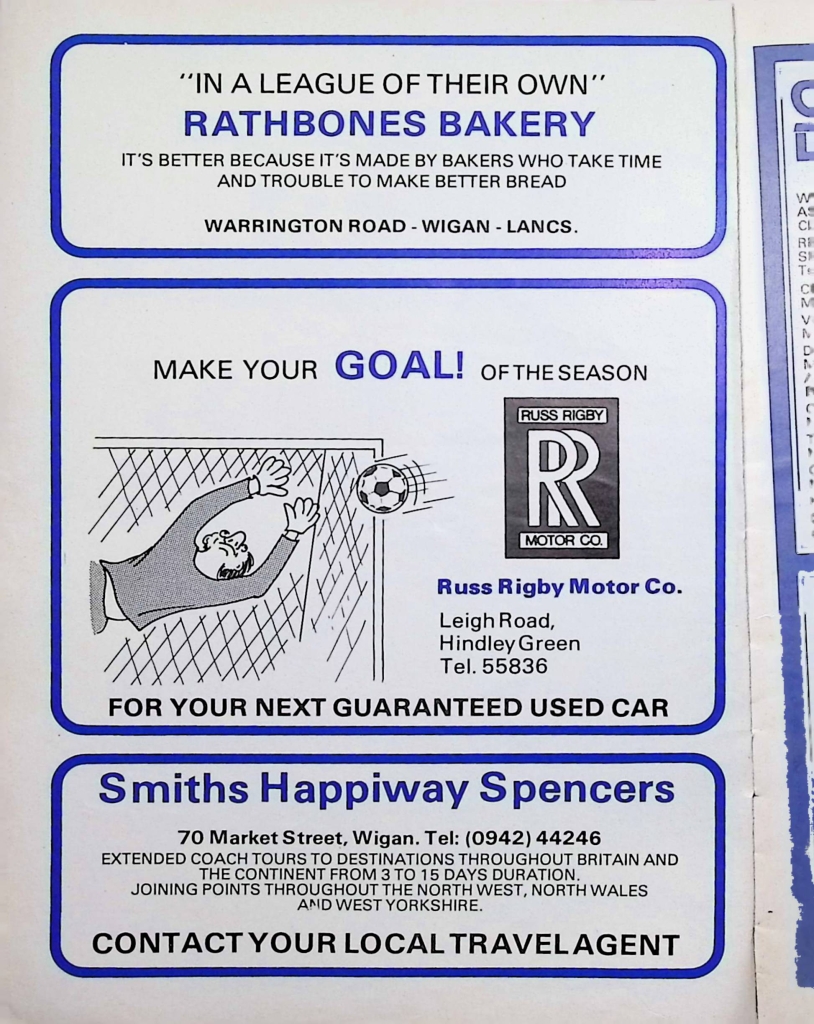 "IN A LEAGUE OF THEIR OWN"
RATHBONES BAKERY
IT'S BETTER BECAUSE IT'S MADE BY BAKERS WHO TAKE TIME
AND TROUBLE TO MAKE BETTER BREAD
WARRINGTON ROAD - WIGAN - LANCS.
MAKE YOUR GOAL! OF THE SEASON
RUSS RIGBY
RR
MOTOR CO.
Russ Rigby Motor Co.
Leigh Road,
Hindley Green
Tel. 55836
FOR YOUR NEXT GUARANTEED USED CAR
Smiths Happiway Spencers
70 Market Street, Wigan. Tel: (0942) 44246
EXTENDED COACH TOURS TO DESTINATIONS THROUGHOUT BRITAIN AND
THE CONTINENT FROM 3 TO 15 DAYS DURATION.
JOINING POINTS THROUGHOUT THE NORTH WEST, NORTH WALES
AND WEST YORKSHIRE.
CONTACT YOUR LOCAL TRAVEL AGENT